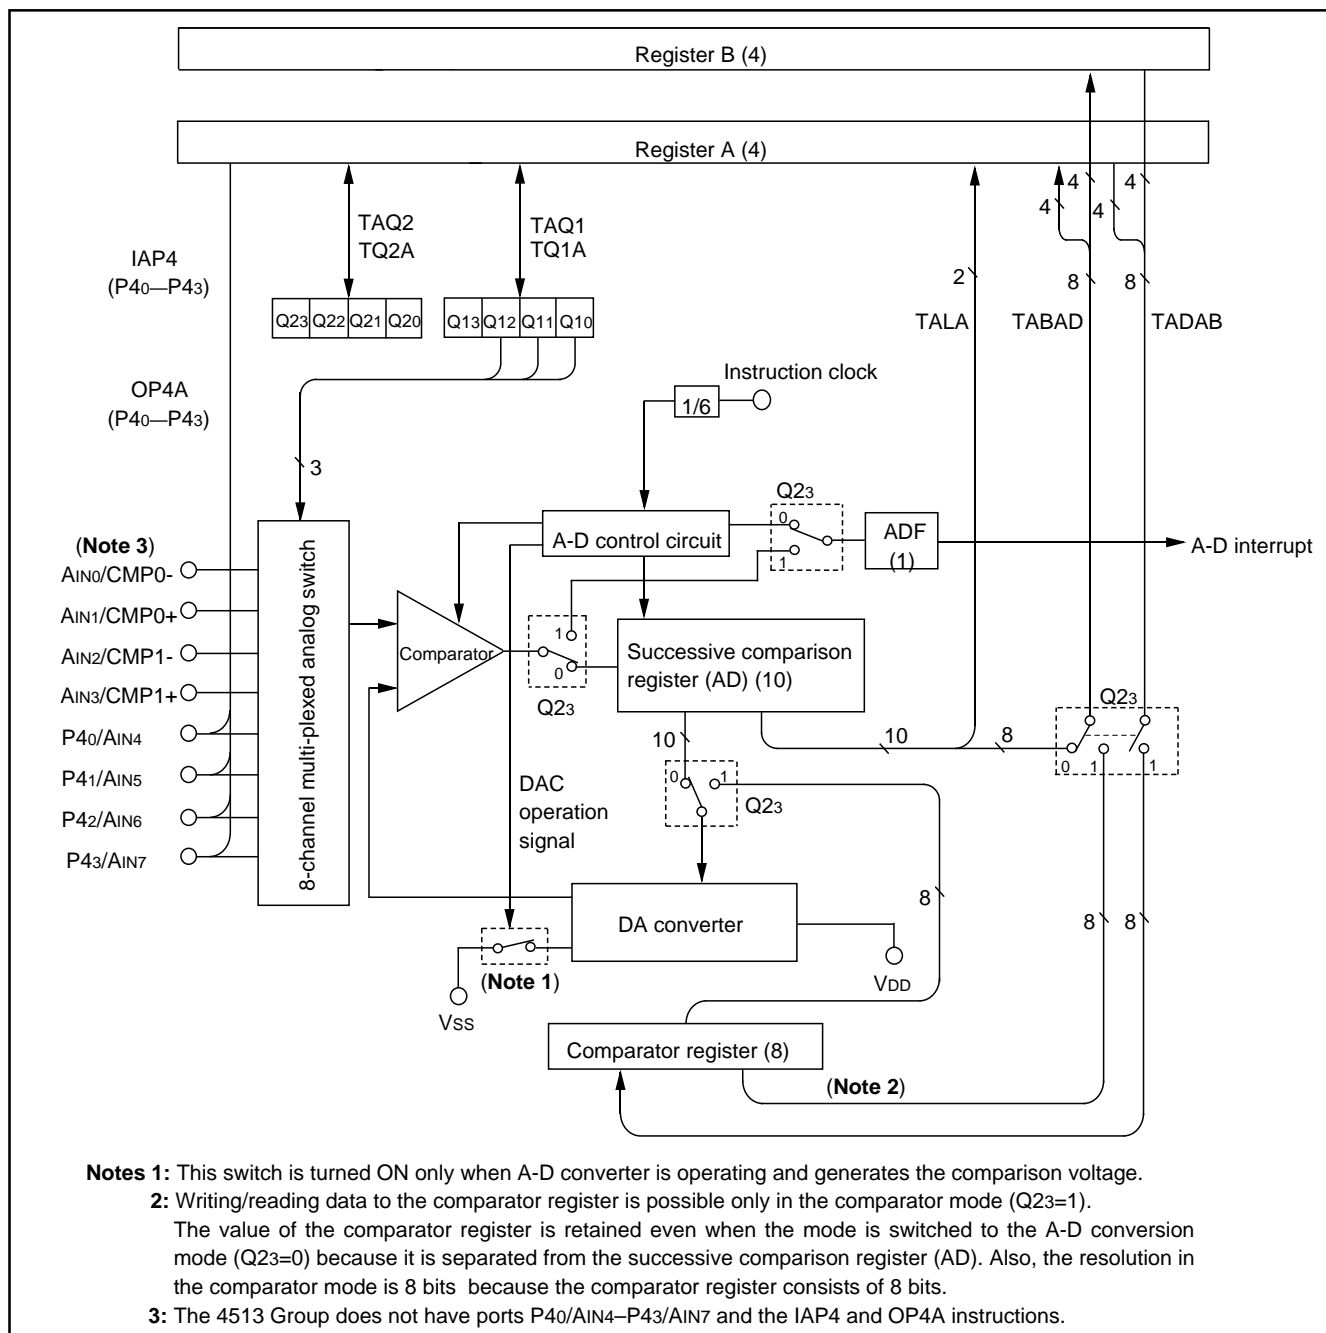 Register B (4)
Register A (4)
4
4
4
4
TAQ2
TQ2A
TAQ1
TQ1A
IAP4
(P40—P43)
2
8
8
TALA
TABAD
TADAB
Q23 Q22 Q21 Q20
Q13 Q12 Q11 Q10
OP4A
(P40—P43)
Instruction clock
1/6
3
Q23
0
1
A-D control circuit
ADF
(1)
A-D interrupt
(Note 3)
AIN0/CMP0-
AIN1/CMP0+
AIN2/CMP1-
AIN3/CMP1+
P40/AIN4
P41/AIN5
P42/AIN6
P43/AIN7
8-channel multi-plexed analog switch
Comparator
1
0
Q23
Successive comparison
register (AD) (10)
10
10
8
Q23
0
1
1
0
1
Q23
DAC
operation
signal
8
8
8
DA converter
(Note 1)
VSS
VDD
Comparator register (8)
(Note 2)
Notes 1: This switch is turned ON only when A-D converter is operating and generates the comparison voltage.
2: Writing/reading data to the comparator register is possible only in the comparator mode (Q23=1).
The value of the comparator register is retained even when the mode is switched to the A-D conversion
mode (Q23=0) because it is separated from the successive comparison register (AD). Also, the resolution in
the comparator mode is 8 bits because the comparator register consists of 8 bits.
3: The 4513 Group does not have ports P40/AIN4–P43/AIN7 and the IAP4 and OP4A instructions.